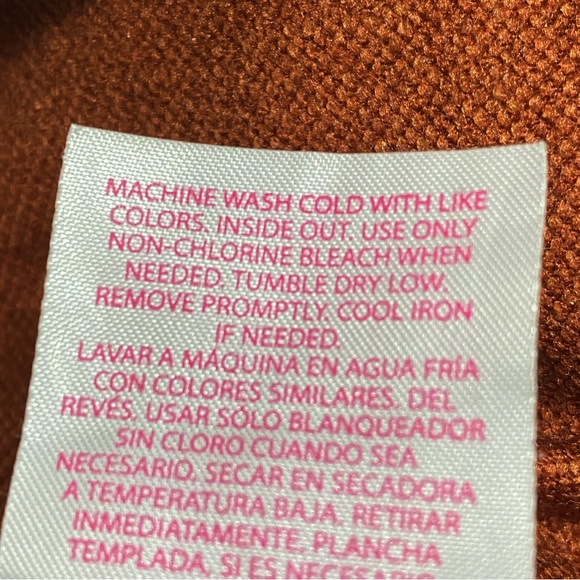 MACHINE WASH COLD WITH LIKE
COLORS. INSIDE OUT. USE ONLY
NON-CHLORINE BLEACH WHEN
NEEDED. TUMBLE DRY LOW.
REMOVE PROMPTLY. COOL IRON
IF NEEDED.
LAVAR A MÁQUINA EN AGUA FRÍA
CON COLORES SIMILARES. DEL
REVÉS. USAR SÓLO BLANQUEADOR
SIN CLORO CUANDO SEA
NECESARIO. SECAR EN SECADORA
A TEMPERATURA BAJA. RETIRAR
INMEDIATAMENTE. PLANCHA
TEMPLADA, SI ES NECESARIO